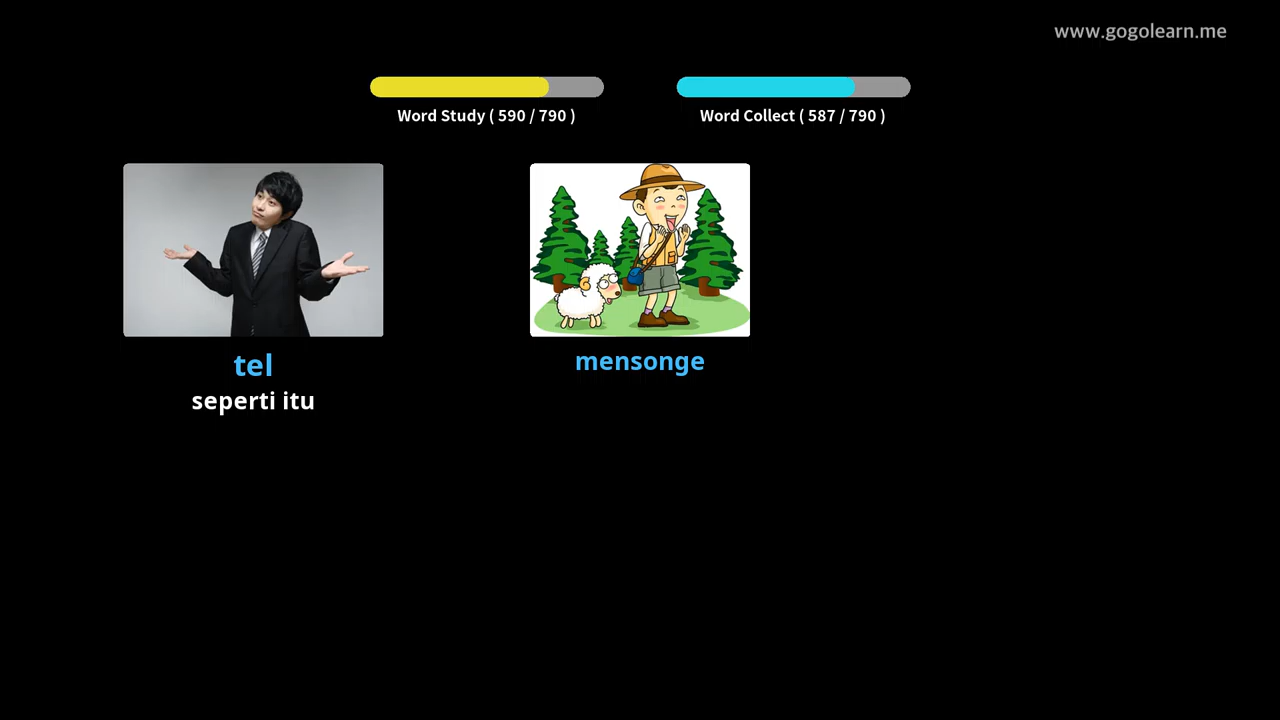 www.gogolearn.me
Word Study ( 590 / 790 )
Word Collect ( 587 / 790 )
tel
seperti itu
mensonge